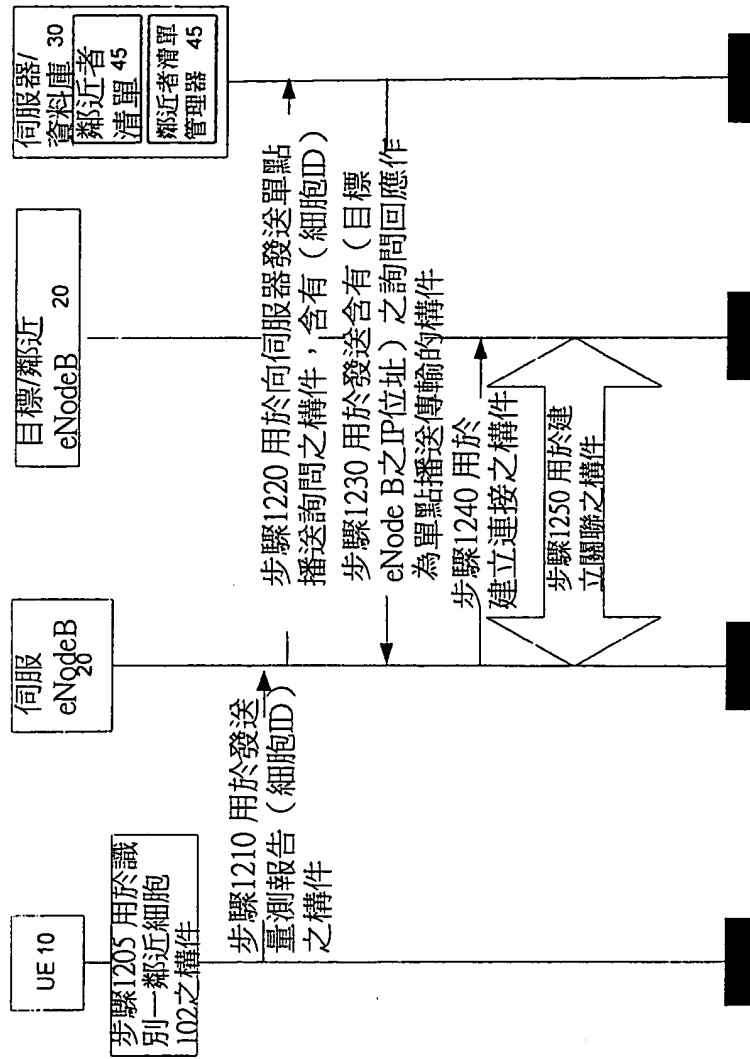 UE 10
伺服
eNodeB
20
目標/鄰近
eNodeB 20
伺服器/
資料庫 30
鄰近者
清單 45
鄰近者清單
管理器 45
步驟1205 用於識
別一鄰近細胞
102之構件
步驟1210 用於發送
量測報告（細胞ID）
之構件
步驟1220 用於向伺服器發送單點
播送詢問之構件，含有（細胞ID）
步驟1230 用於發送含有（目標
eNode B之IP位址）之詢問回應作
為單點播送傳輸的構件
步驟1240 用於
建立連接之構件
步驟1250 用於建
立關聯之構件